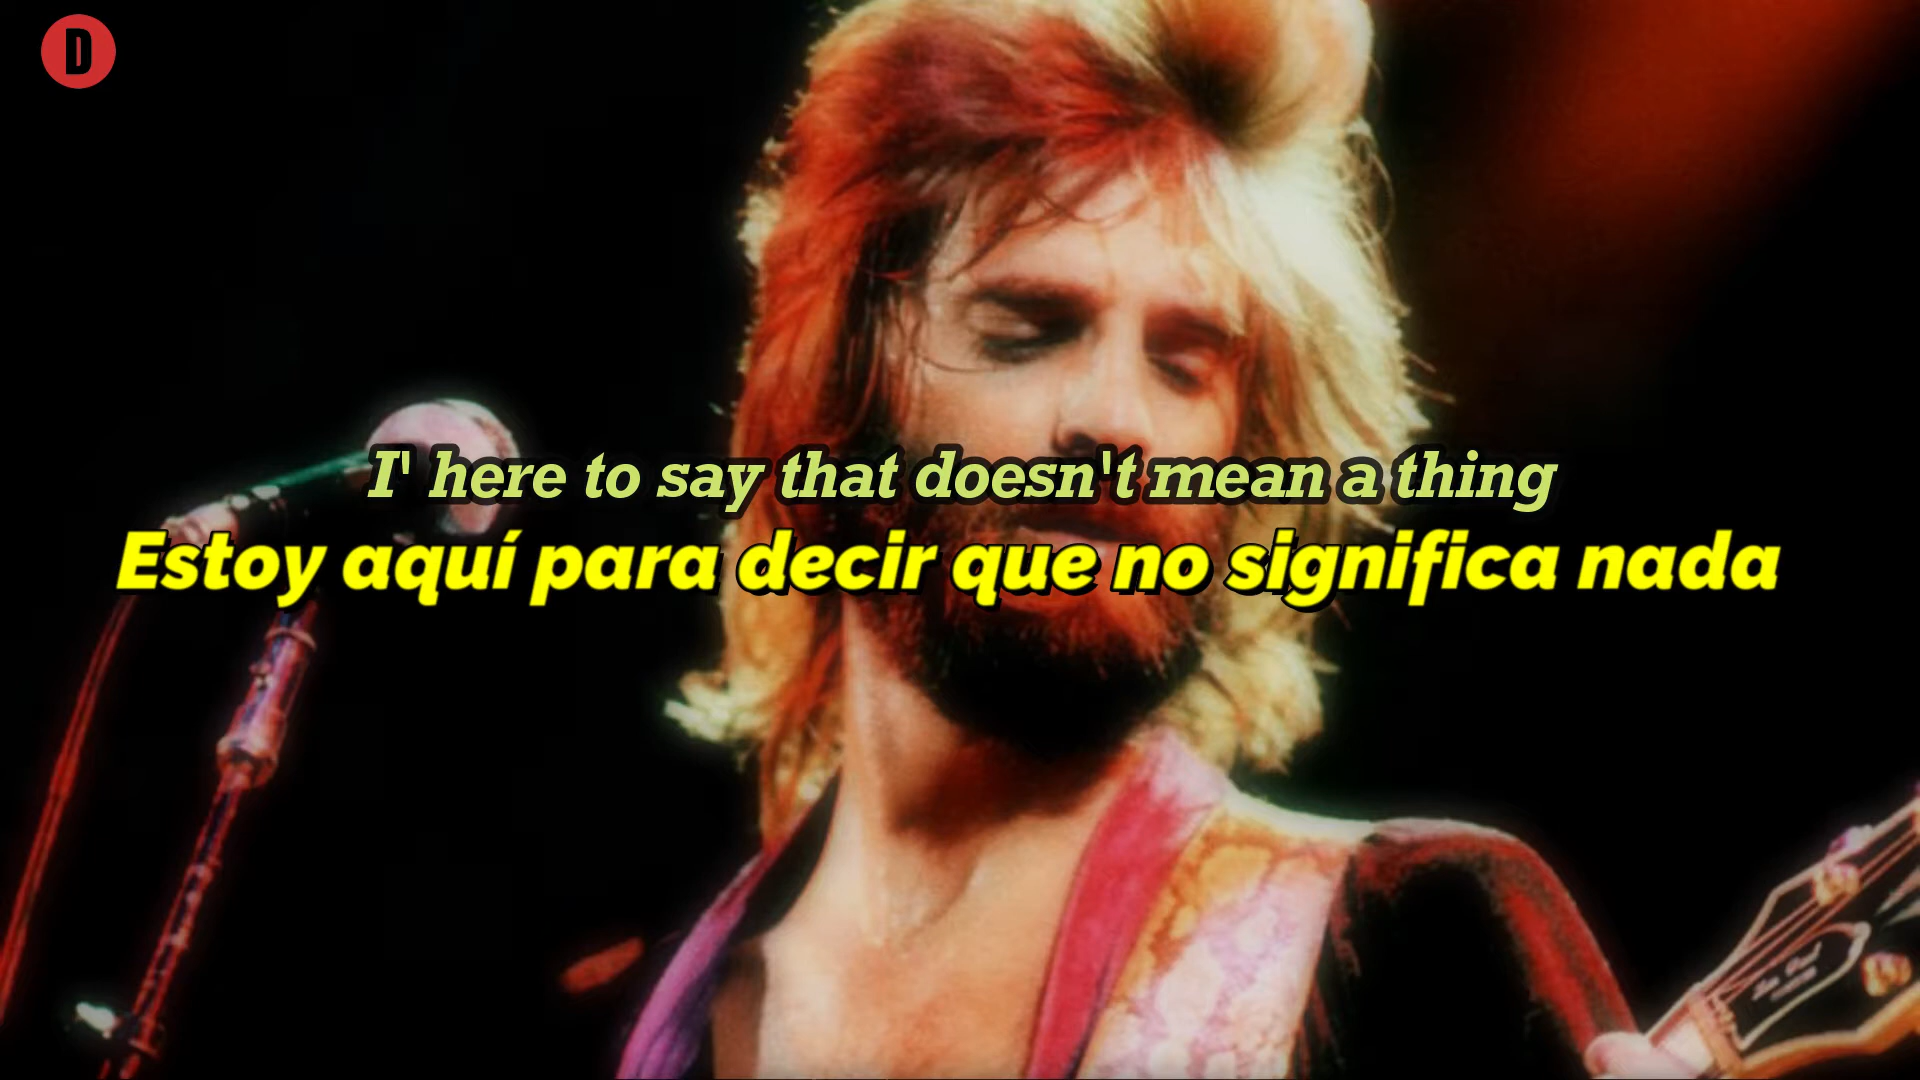 D
I' here to say that doesn't mean a thing
Estoy aquí para decir que no significa nada